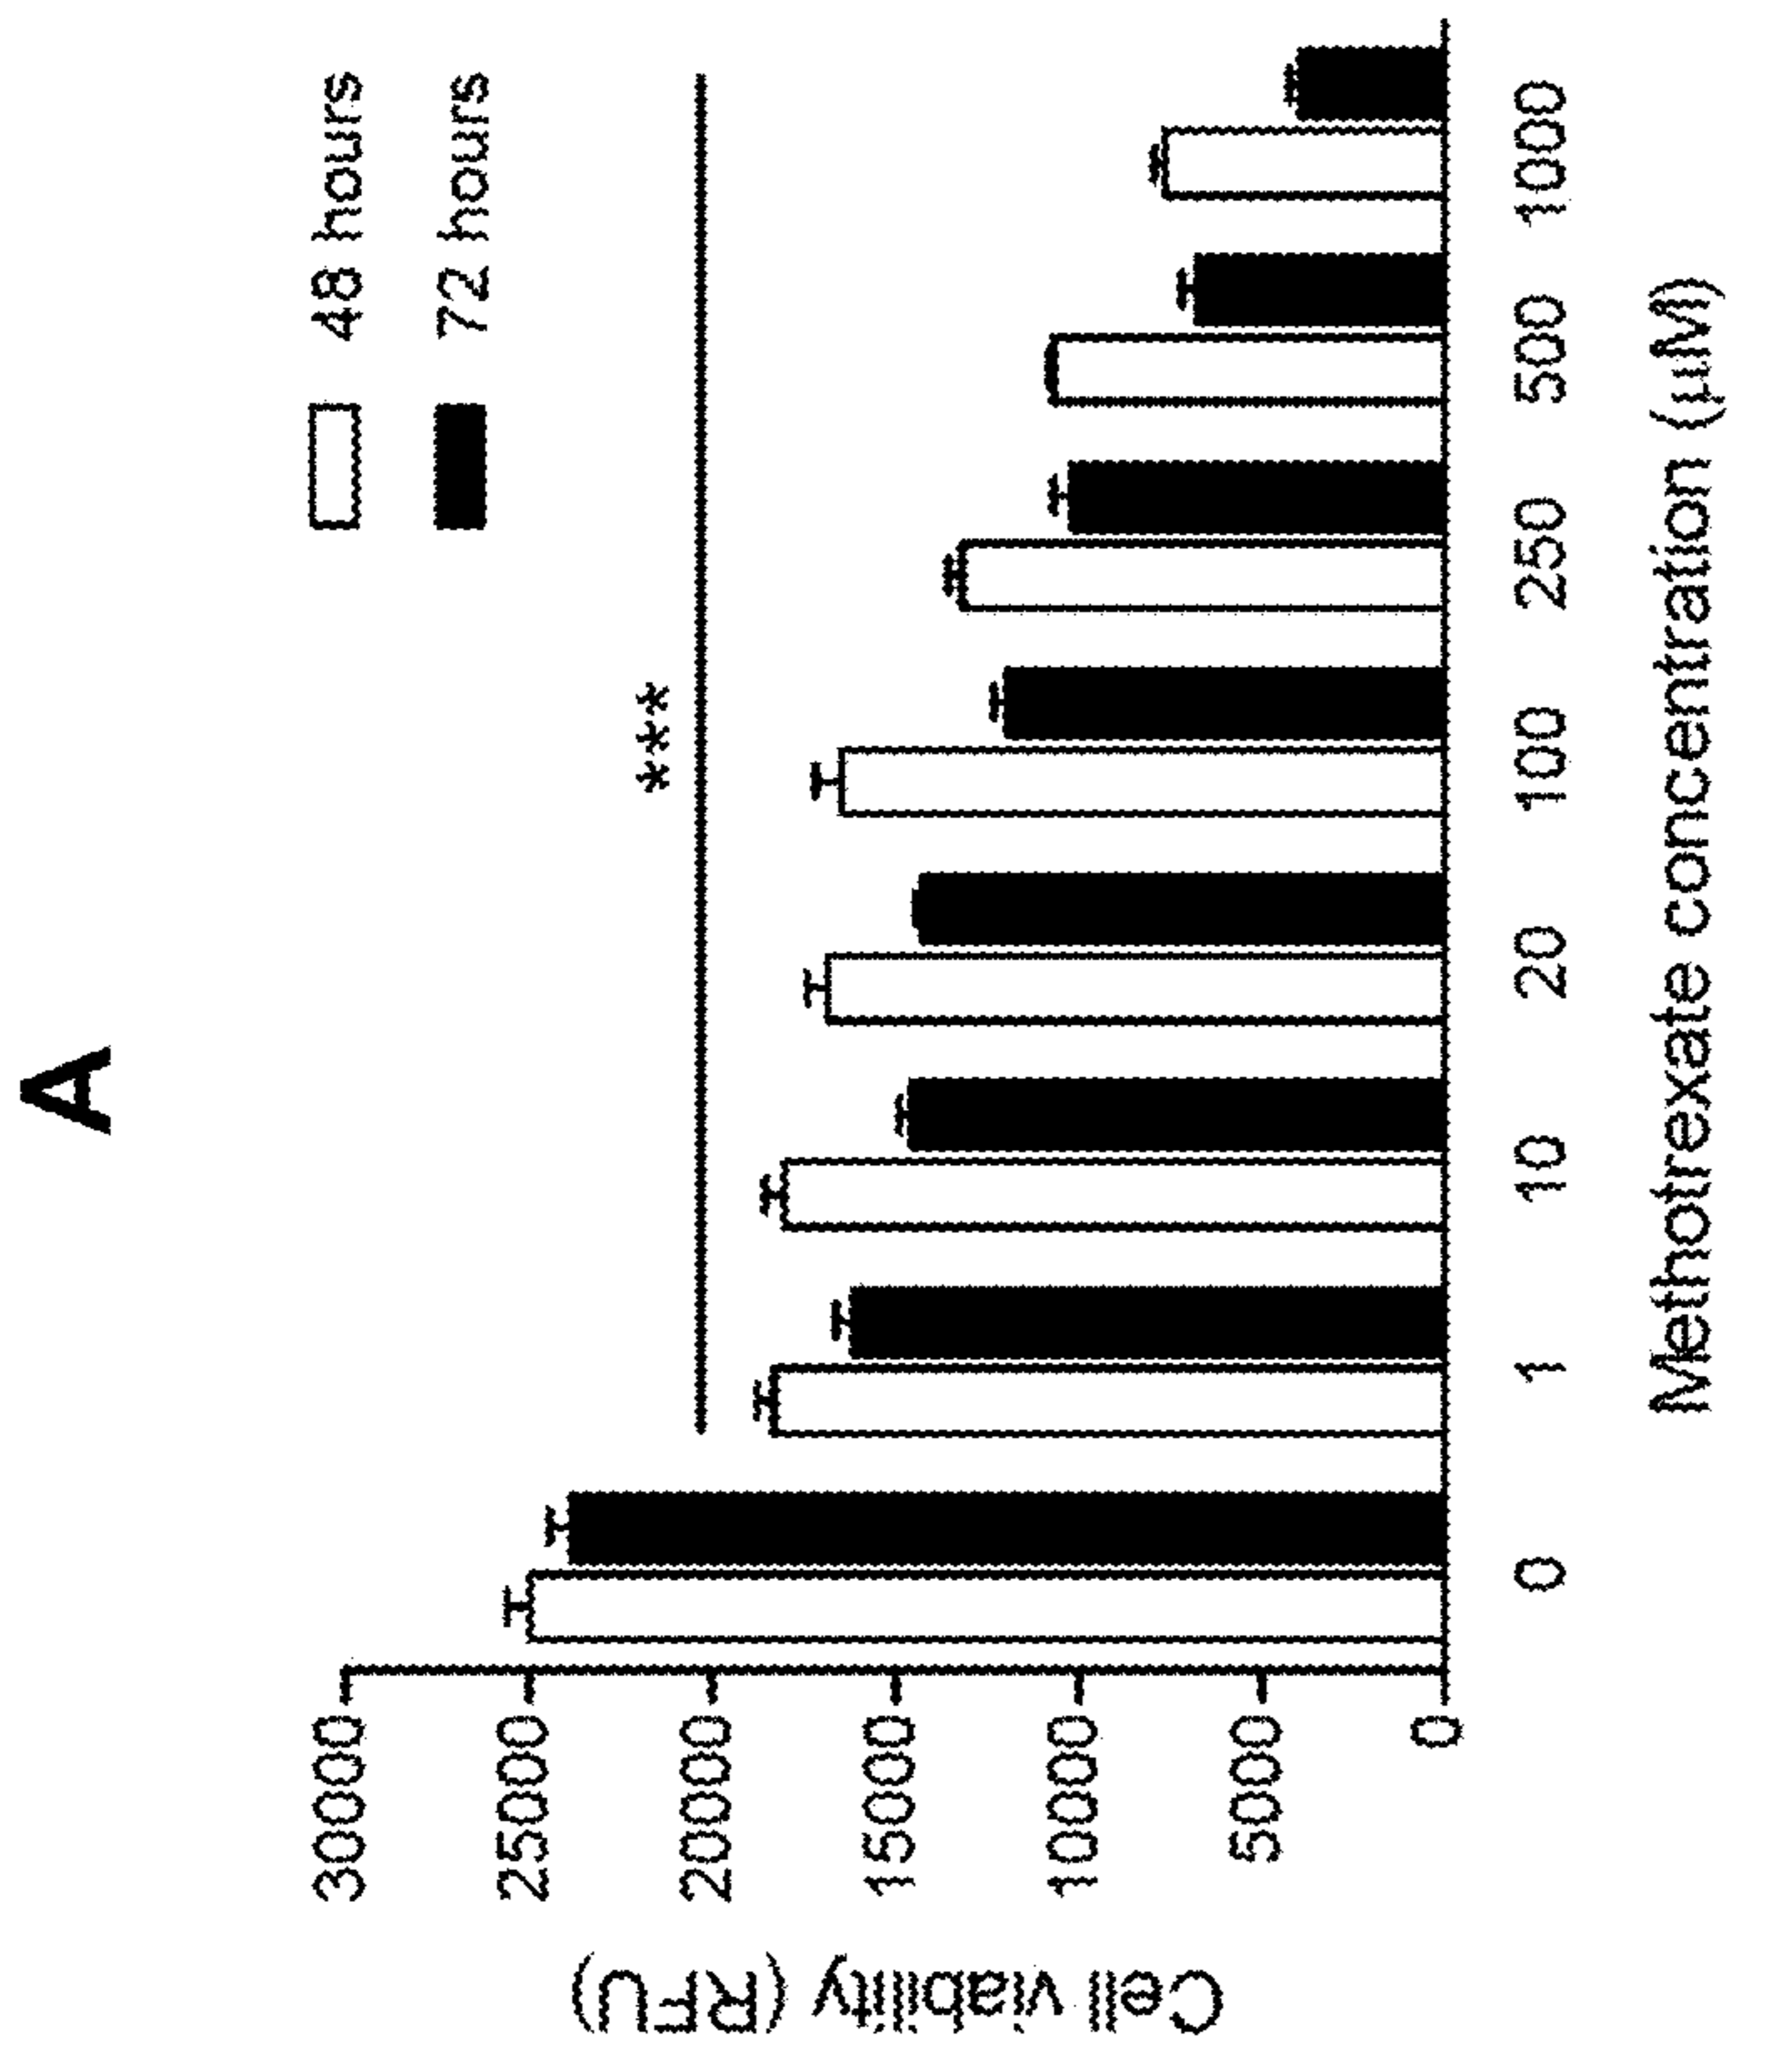 A
48 hours
72 hours
***
30000
25000
20000
15000
10000
5000
0
Cell viability (RFU)
0 1 10 20 100 250 500 1000
Methotrexate concentration (µM)